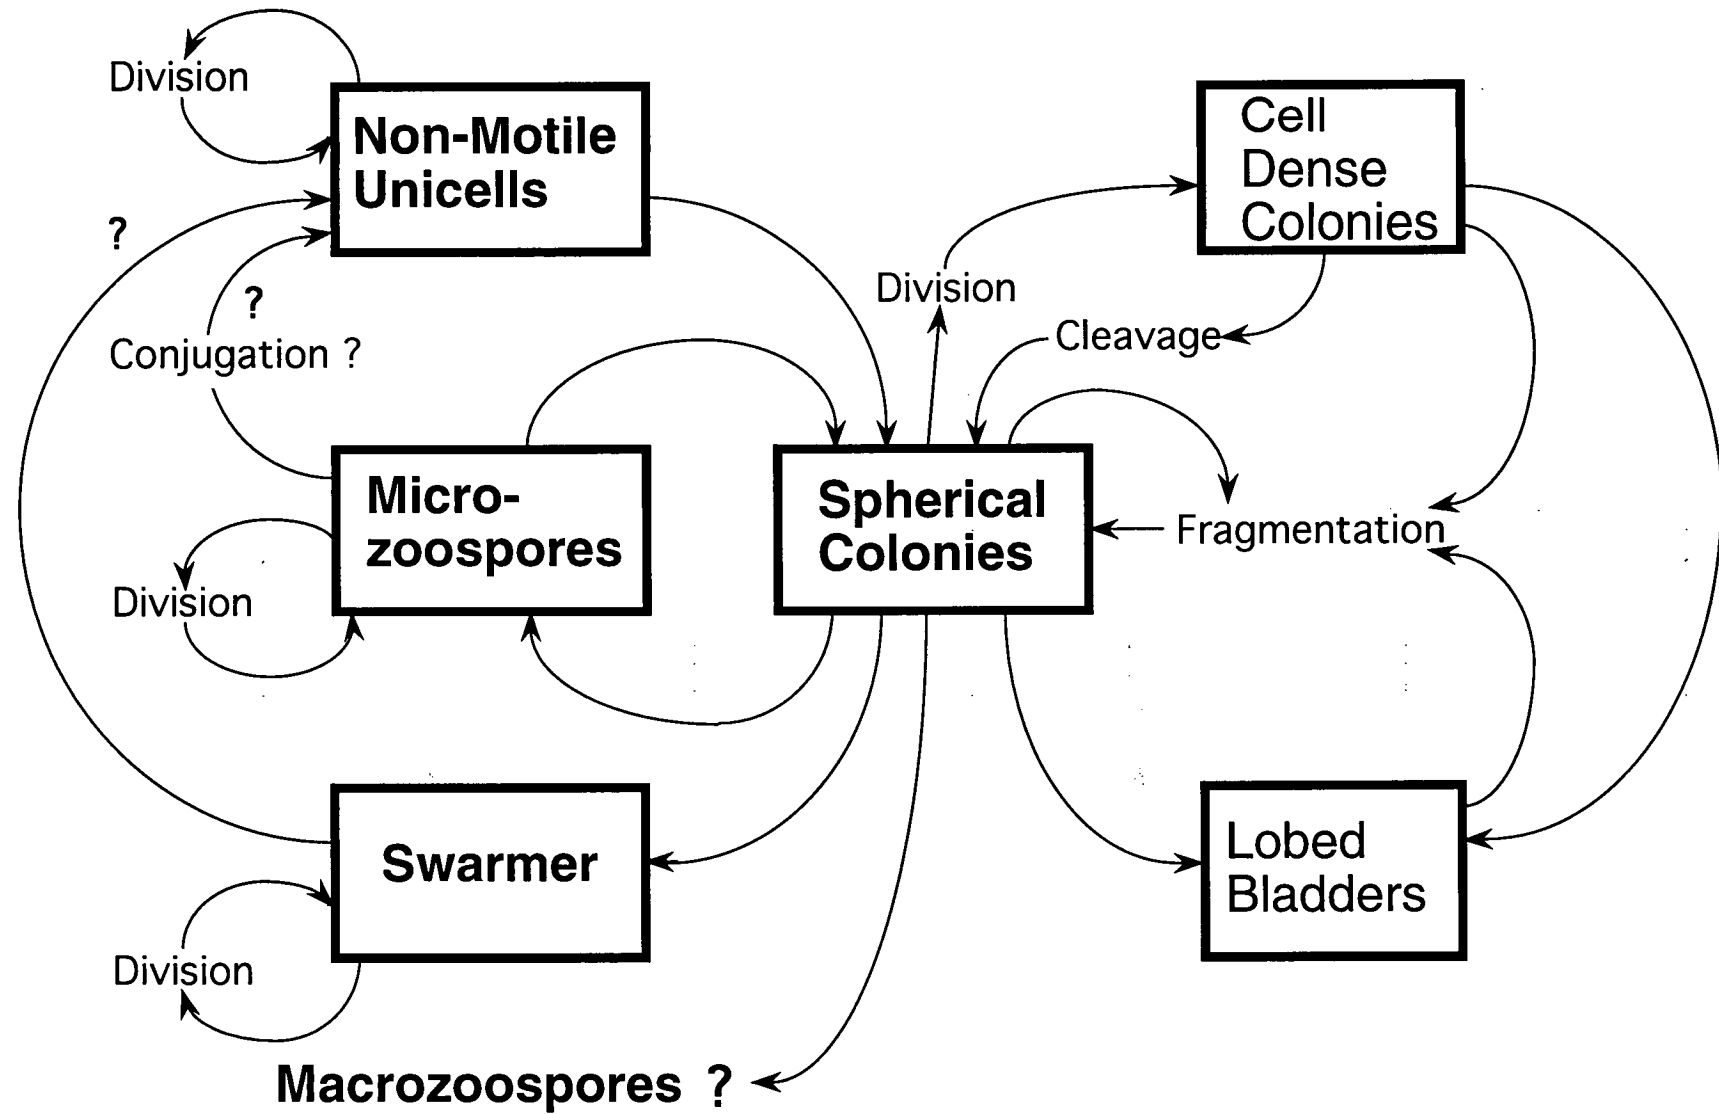 Division
Non-Motile
Unicells
?
?
Conjugation ?
Micro-
zoospores
Division
Swarmer
Division
Macrozoospores ?
Spherical
Colonies
Division
Cleavage
Cell
Dense
Colonies
Fragmentation
Lobed
Bladders